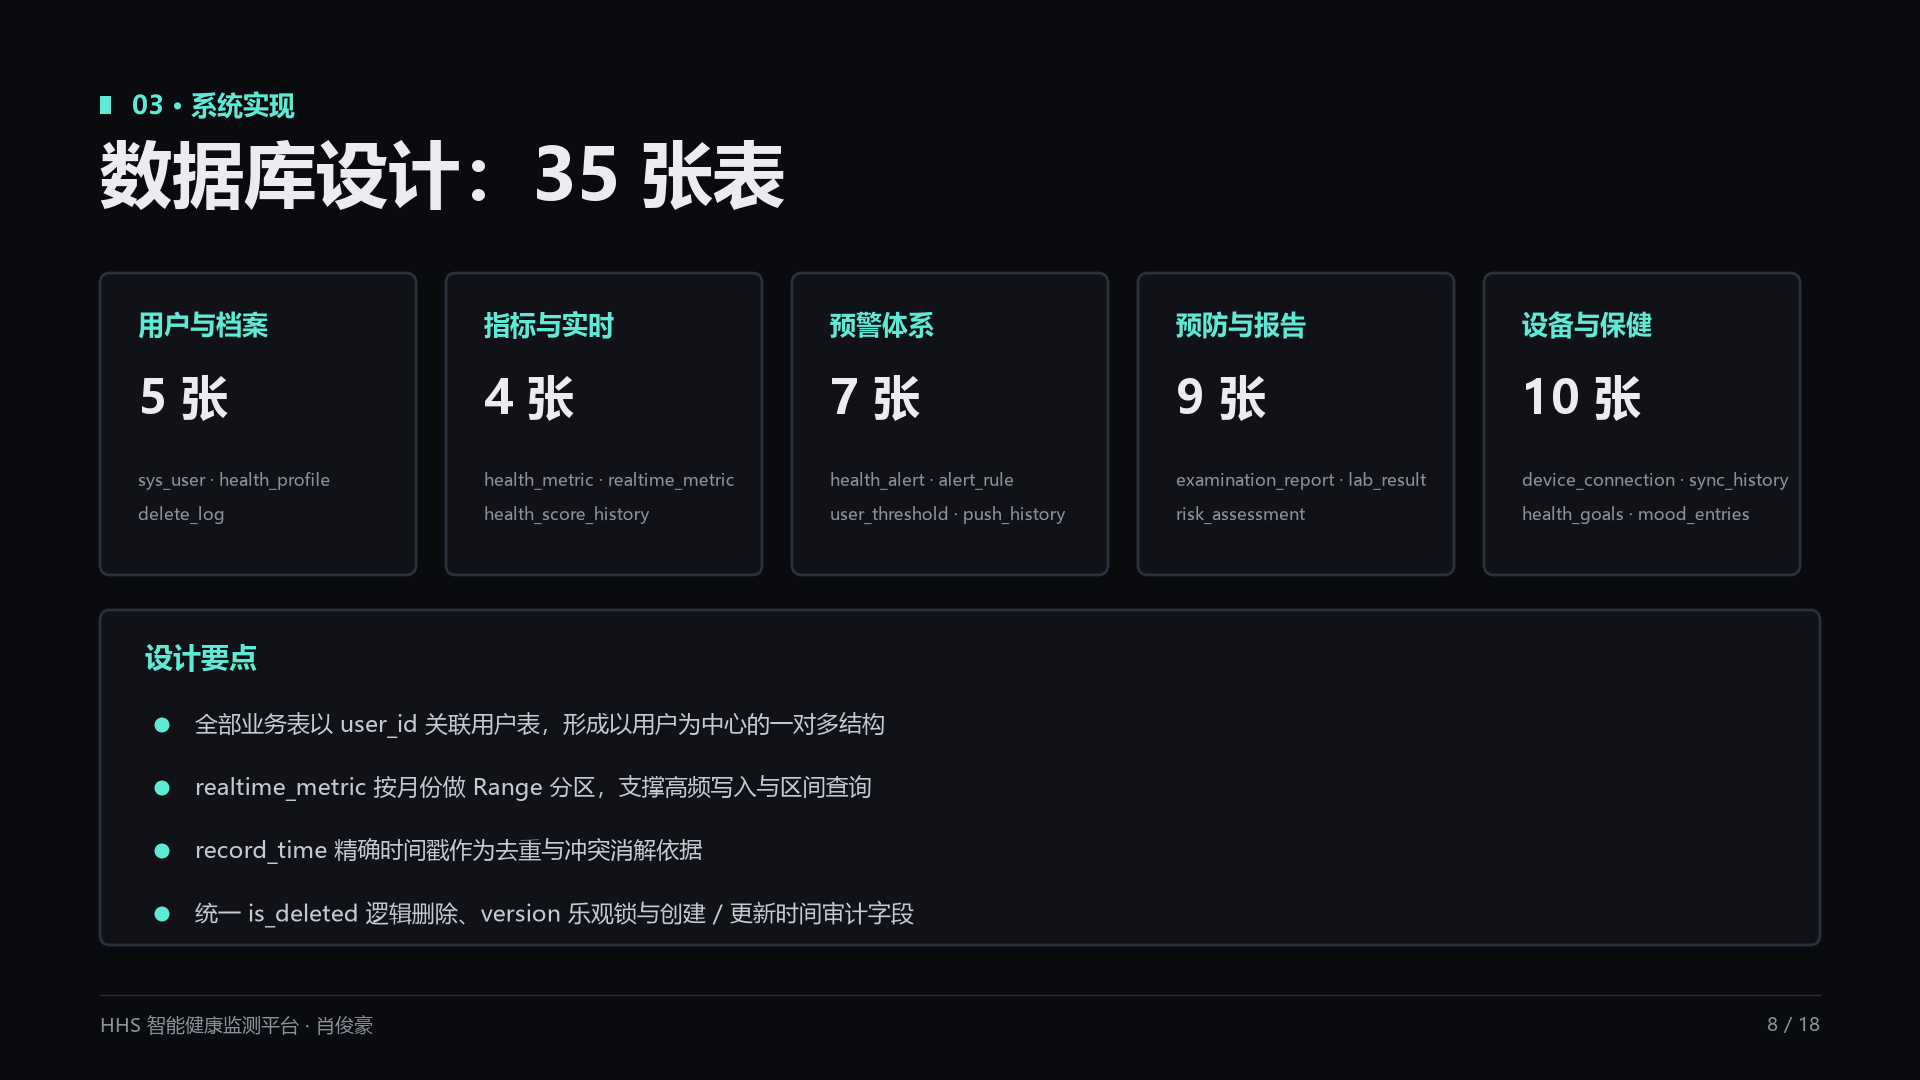 03 • 系统实现
数据库设计：35 张表
用户与档案
5 张
sys_user · health_profile
delete_log
指标与实时
4 张
health_metric · realtime_metric
health_score_history
预警体系
7 张
health_alert · alert_rule
user_threshold · push_history
预防与报告
9 张
examination_report · lab_result
risk_assessment
设备与保健
10 张
device_connection · sync_history
health_goals · mood_entries
设计要点
全部业务表以 user_id 关联用户表，形成以用户为中心的一对多结构
realtime_metric 按月份做 Range 分区，支撑高频写入与区间查询
record_time 精确时间戳作为去重与冲突消解依据
统一 is_deleted 逻辑删除、version 乐观锁与创建 / 更新时间审计字段
HHS 智能健康监测平台 · 肖俊豪
8 / 18